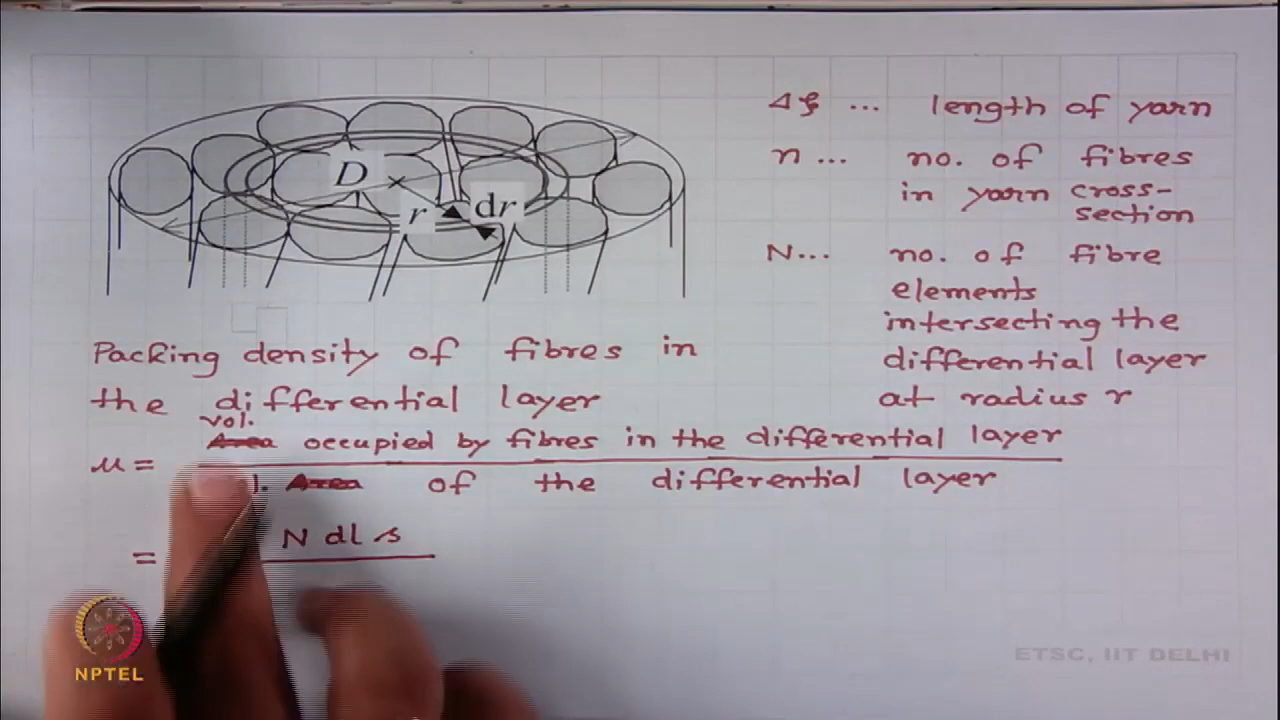 D
r
dr
Δξ ... length of yarn
n ... no. of fibres
in yarn cross-
section
N... no. of fibre
elements
intersecting the
differential layer
at radius r
Packing density of fibres in
the differential layer
vol.
Area occupied by fibres in the differential layer
μ =
Area of the differential layer
= N dl s
NPTEL
ETSC, IIT DELHI